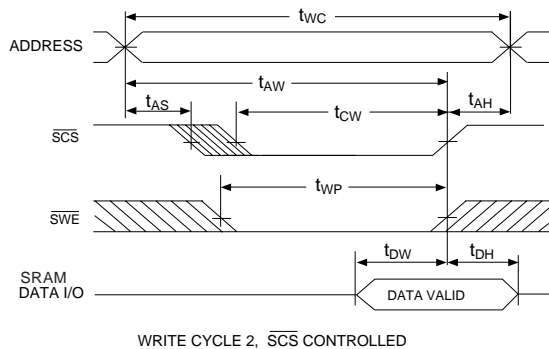 tWC
ADDRESS
tAW
tAS
tCW
tAH
SCS
tWP
SWE
tDW
tDH
SRAM
DATA I/O
DATA VALID
WRITE CYCLE 2, SCS CONTROLLED